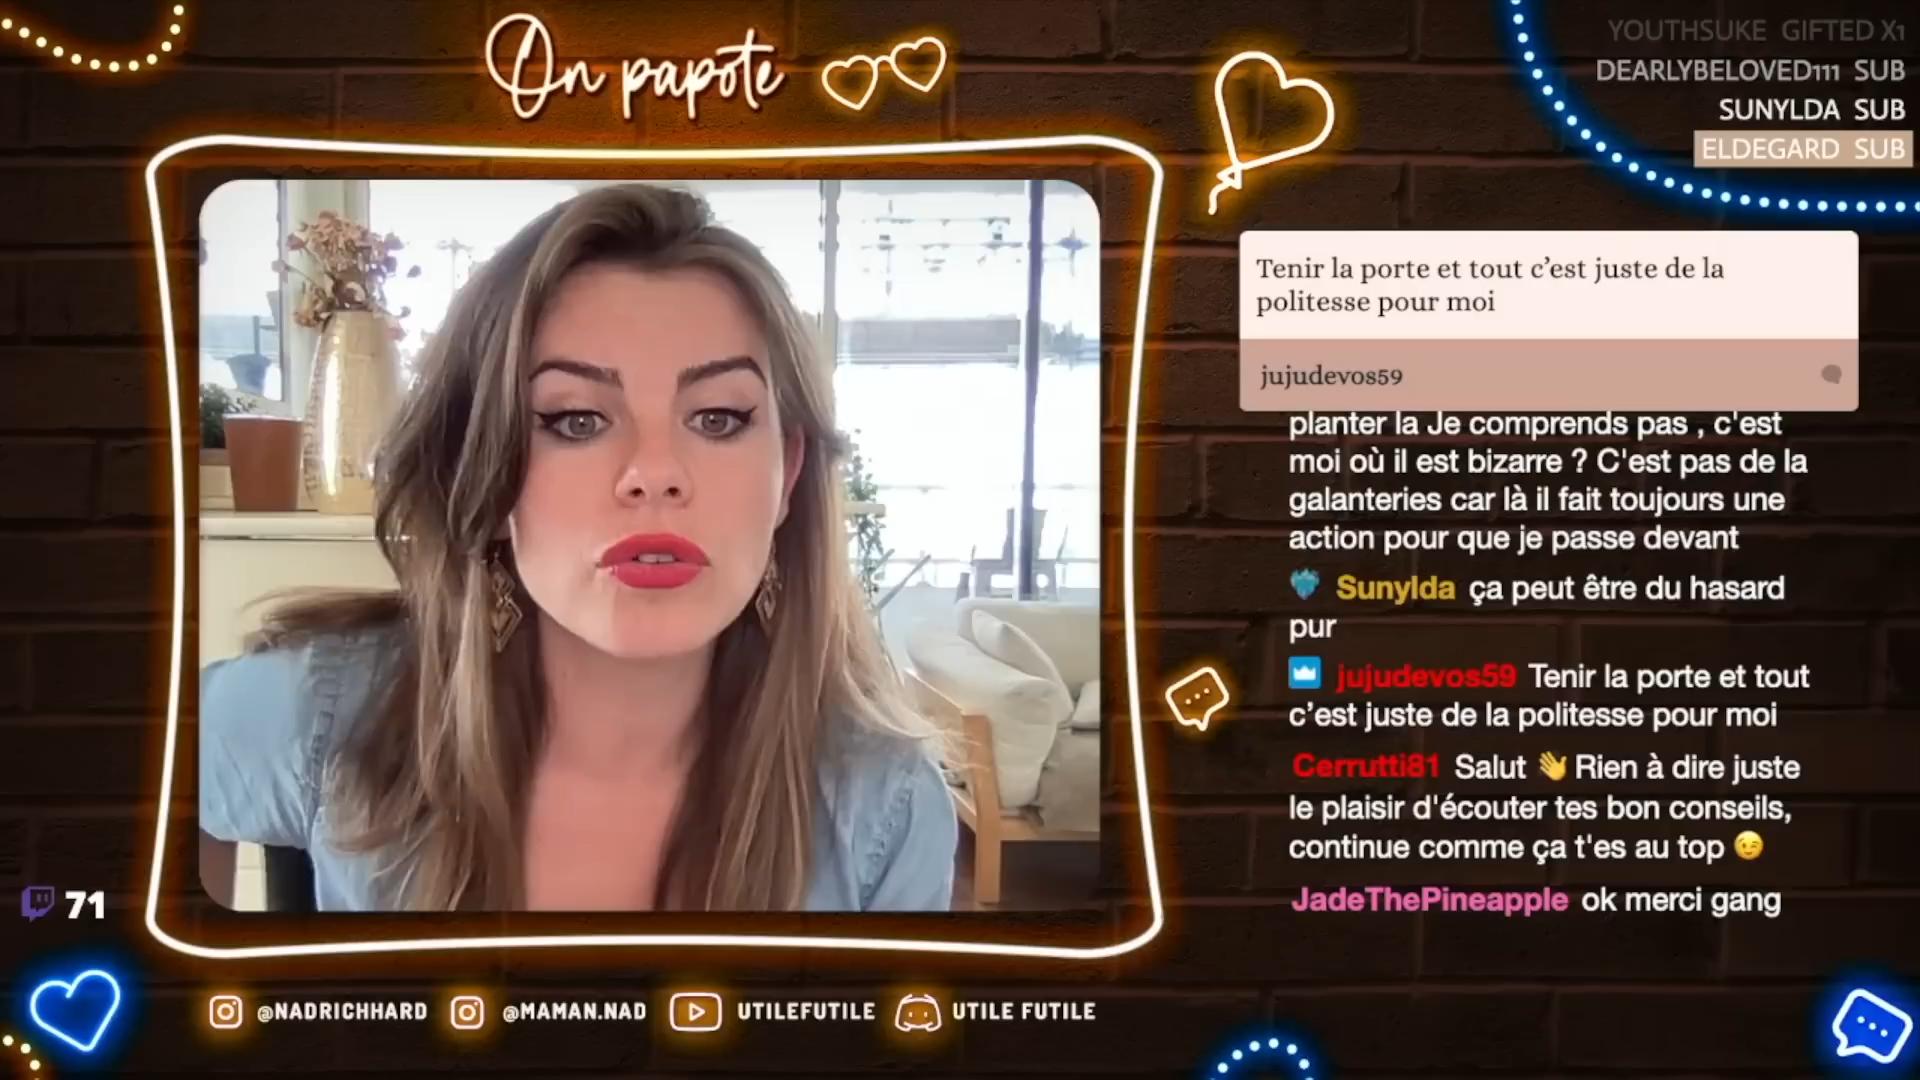 On papote
YOUTHSUKE GIFTED X1
DEARLYBELOVED111 SUB
SUNYLDA SUB
ELDEGARD SUB
Tenir la porte et tout c’est juste de la
politesse pour moi
jujudevos59
planter la Je comprends pas , c'est
moi où il est bizarre ? C'est pas de la
galanteries car là il fait toujours une
action pour que je passe devant
Sunylda ça peut être du hasard
pur
jujudevos59 Tenir la porte et tout
c’est juste de la politesse pour moi
Cerrutti81 Salut 👋 Rien à dire juste
le plaisir d'écouter tes bon conseils,
continue comme ça t'es au top 😉
JadeThePineapple ok merci gang
71
@NADRICHHARD @MAMAN.NAD UTILEFUTILE UTILE FUTILE